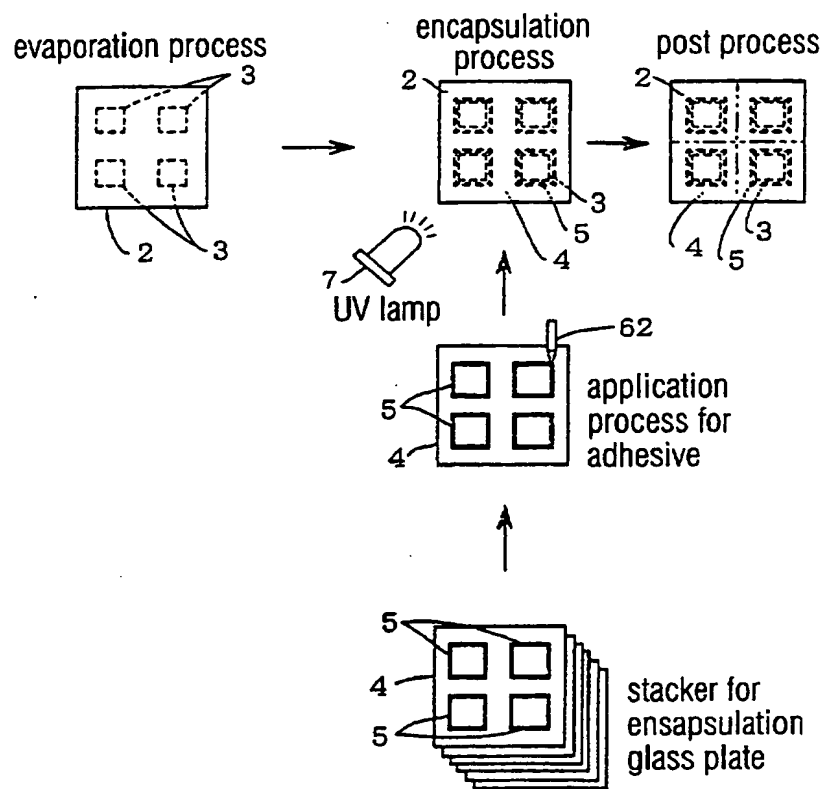 evaporation process
encapsulation
process
post process
3
2
3
2
3
5
4
2
4
5
3
7
UV lamp
62
5
4
application
process for
adhesive
5
4
5
stacker for
ensapsulation
glass plate